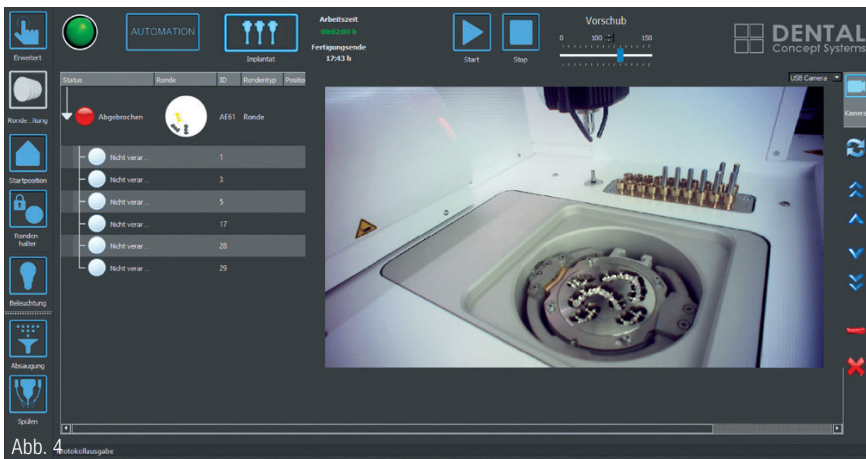 Erweitert
Ronde...ltung
Startposition
Ronden-
halter
Beleuchtung
Absaugung
Spülen
AUTOMATION
Implantat
Arbeitszeit
00:02:00 h
Fertigungsende
17:43 h
Start
Stop
Vorschub
0 100 150
DENTAL
Concept Systems
Status Ronde ID Rondentyp Positio
Abgebrochen AE61 Ronde
Nicht verar... 1
Nicht verar... 3
Nicht verar... 5
Nicht verar... 17
Nicht verar... 28
Nicht verar... 29
USB Camera
Kamera
Abb. 4
Protokollausgabe